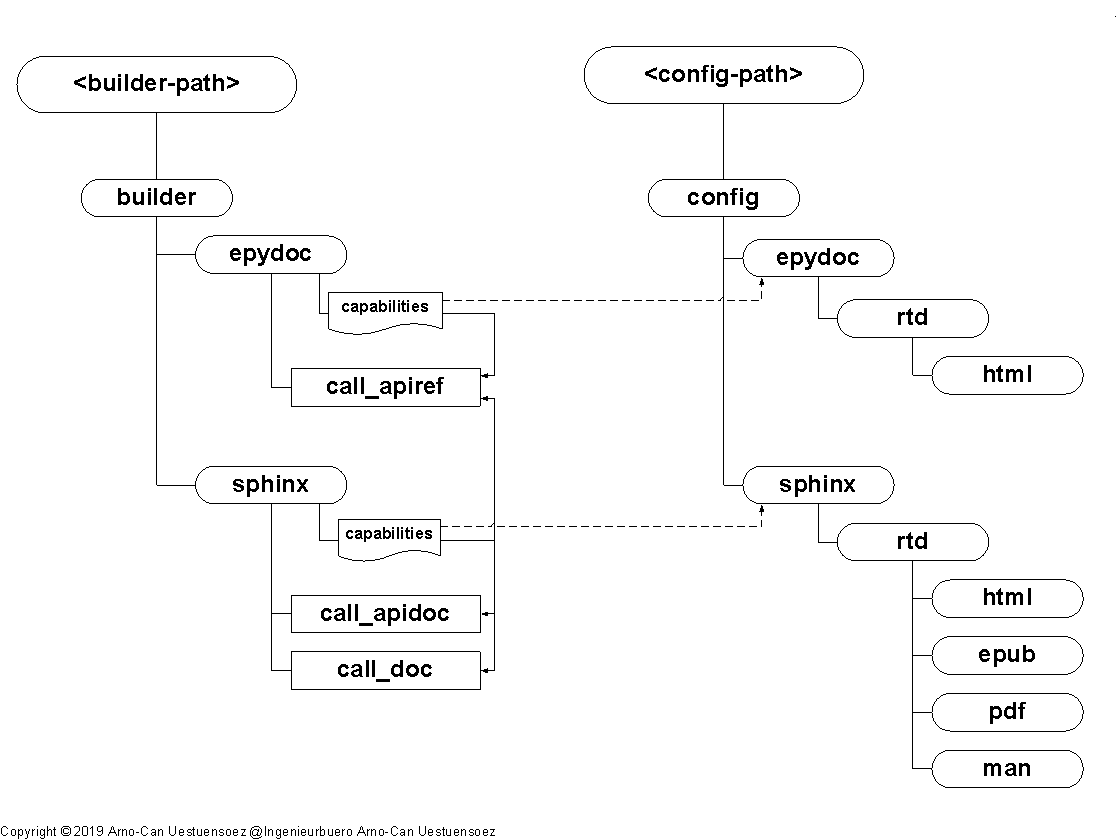 <builder-path>
builder
epydoc
capabilities
call_apiref
sphinx
capabilities
call_apidoc
call_doc
<config-path>
config
epydoc
rtd
html
sphinx
rtd
html
epub
pdf
man
Copyright ©2019 Arno-Can Uestuensoez @Ingenieurbuero Arno-Can Uestuensoez